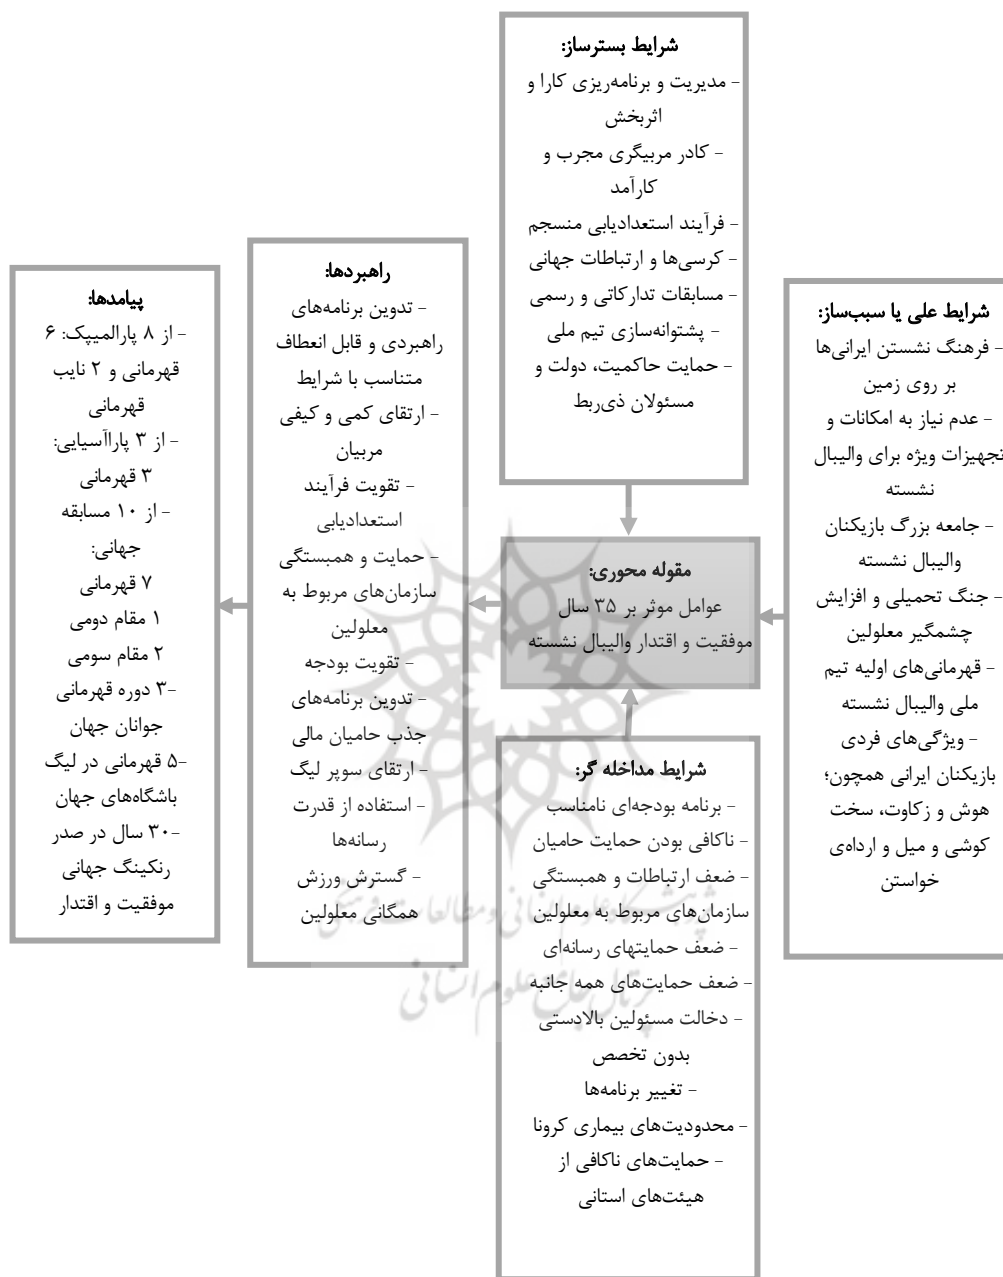 شرایط بسترساز:
- مدیریت و برنامه‌ریزی کارا و
اثربخش
- کادر مربیگری مجرب و
کارآمد
- فرآیند استعدادیابی منسجم
- کرسی‌ها و ارتباطات جهانی
- مسابقات تدارکاتی و رسمی
- پشتوانه‌سازی تیم ملی
- حمایت حاکمیت، دولت و
مسئولان ذی‌ربط
شرایط علی یا سبب‌ساز:
- فرهنگ نشستن ایرانی‌ها
بر روی زمین
- عدم نیاز به امکانات و
تجهیزات ویژه برای والیبال
نشسته
- جامعه بزرگ بازیکنان
والیبال نشسته
- جنگ تحمیلی و افزایش
چشمگیر معلولین
- قهرمانی‌های اولیه تیم
ملی والیبال نشسته
- ویژگی‌های فردی
بازیکنان ایرانی همچون؛
هوش و زکاوت، سخت
کوشی و میل و ارداه‌ی
خواستن
مقوله محوری:
عوامل موثر بر ۳۵ سال
موفقیت و اقتدار والیبال نشسته
شرایط مداخله گر:
- برنامه بودجه‌ای نامناسب
- ناکافی بودن حمایت حامیان
- ضعف ارتباطات و همبستگی
سازمان‌های مربوط به معلولین
- ضعف حمایتهای رسانه‌ای
- ضعف حمایت‌های همه جانبه
- دخالت مسئولین بالادستی
بدون تخصص
- تغییر برنامه‌ها
- محدودیت‌های بیماری کرونا
- حمایت‌های ناکافی از
هیئت‌های استانی
راهبردها:
- تدوین برنامه‌های
راهبردی و قابل انعطاف
متناسب با شرایط
- ارتقای کمی و کیفی
مربیان
- تقویت فرآیند
استعدادیابی
- حمایت و همبستگی
سازمان‌های مربوط به
معلولین
- تقویت بودجه
- تدوین برنامه‌های
جذب حامیان مالی
- ارتقای سوپر لیگ
- استفاده از قدرت
رسانه‌ها
- گسترش ورزش
همگانی معلولین
پیامدها:
- از ۸ پارالمیپک: ۶
قهرمانی و ۲ نایب
قهرمانی
- از ۳ پاراآسیایی:
۳ قهرمانی
- از ۱۰ مسابقه
جهانی:
۷ قهرمانی
۱ مقام دومی
۲ مقام سومی
-۳ دوره قهرمانی
جوانان جهان
-۵ قهرمانی در لیگ
باشگاه‌های جهان
-۳۰ سال در صدر
رنکینگ جهانی
موفقیت و اقتدار
پژوهشگاه علوم انسانی و مطالعات فرهنگی
پرتال جامع علوم انسانی